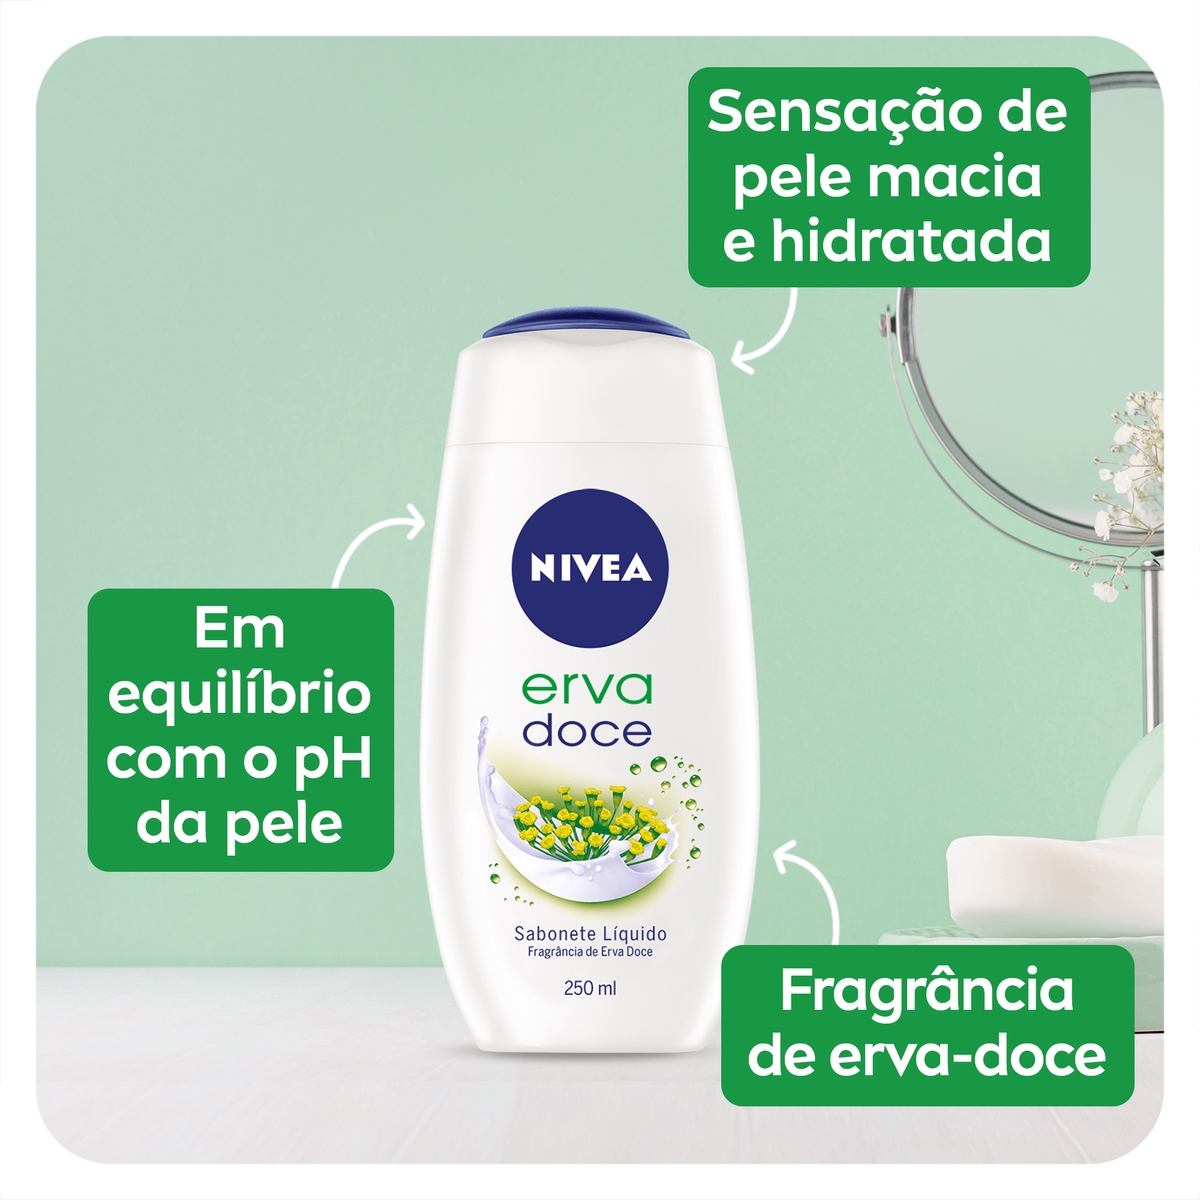 Sensação de
pele macia
e hidratada
Em
equilíbrio
com o pH
da pele
NIVEA
erva
doce
Sabonete Líquido
Fragrância de Erva Doce
250 ml
Fragrância
de erva-doce